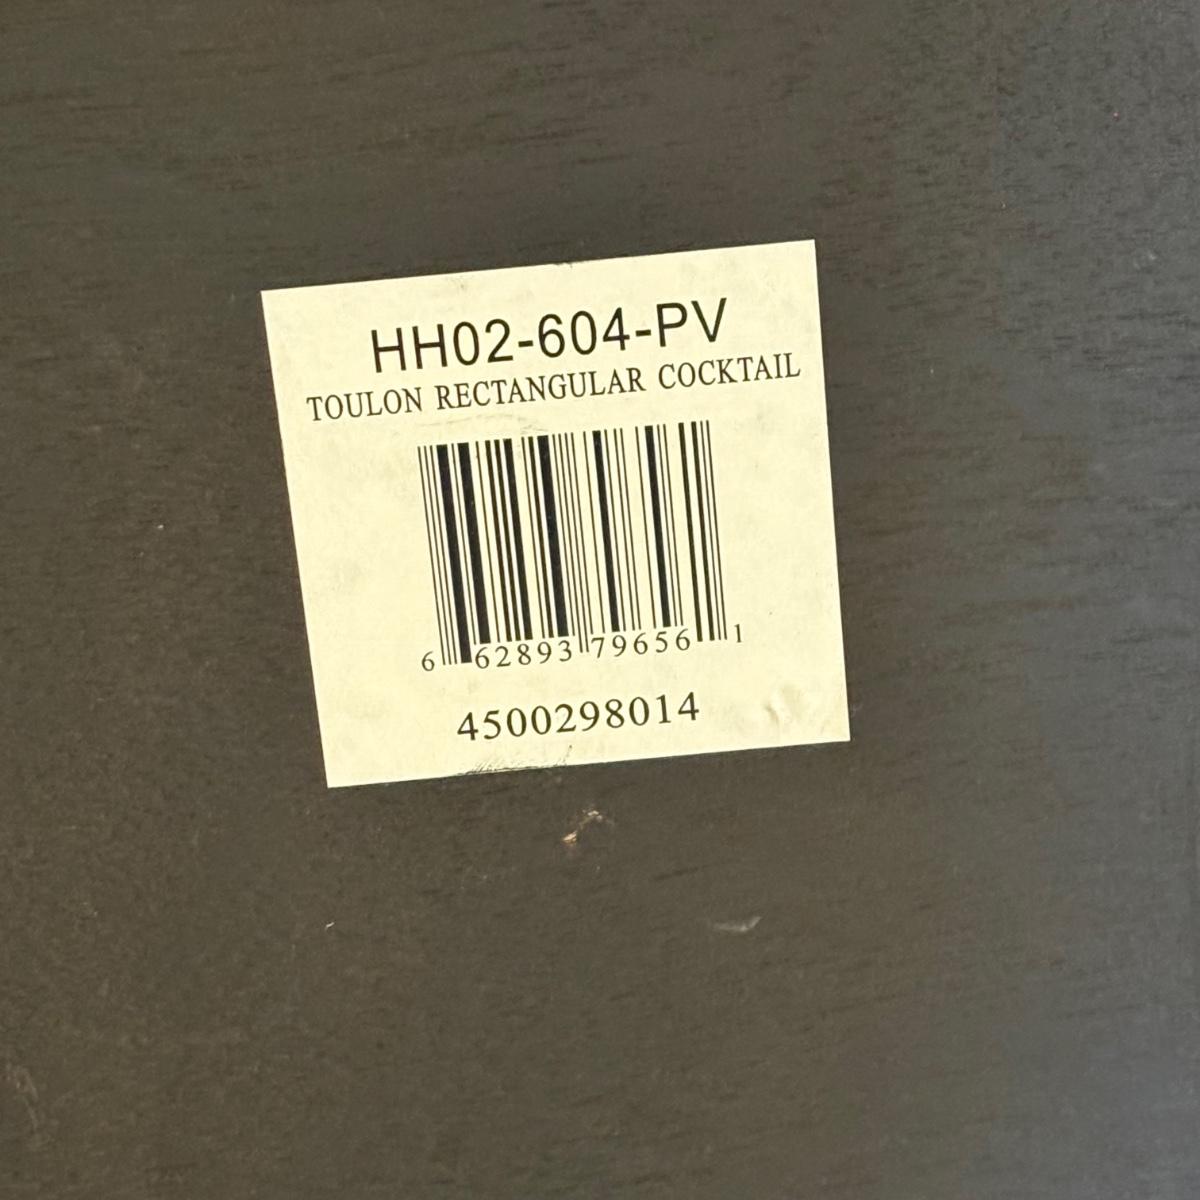 HH02-604-PV
TOULON RECTANGULAR COCKTAIL
6 62893 79656 1
4500298014